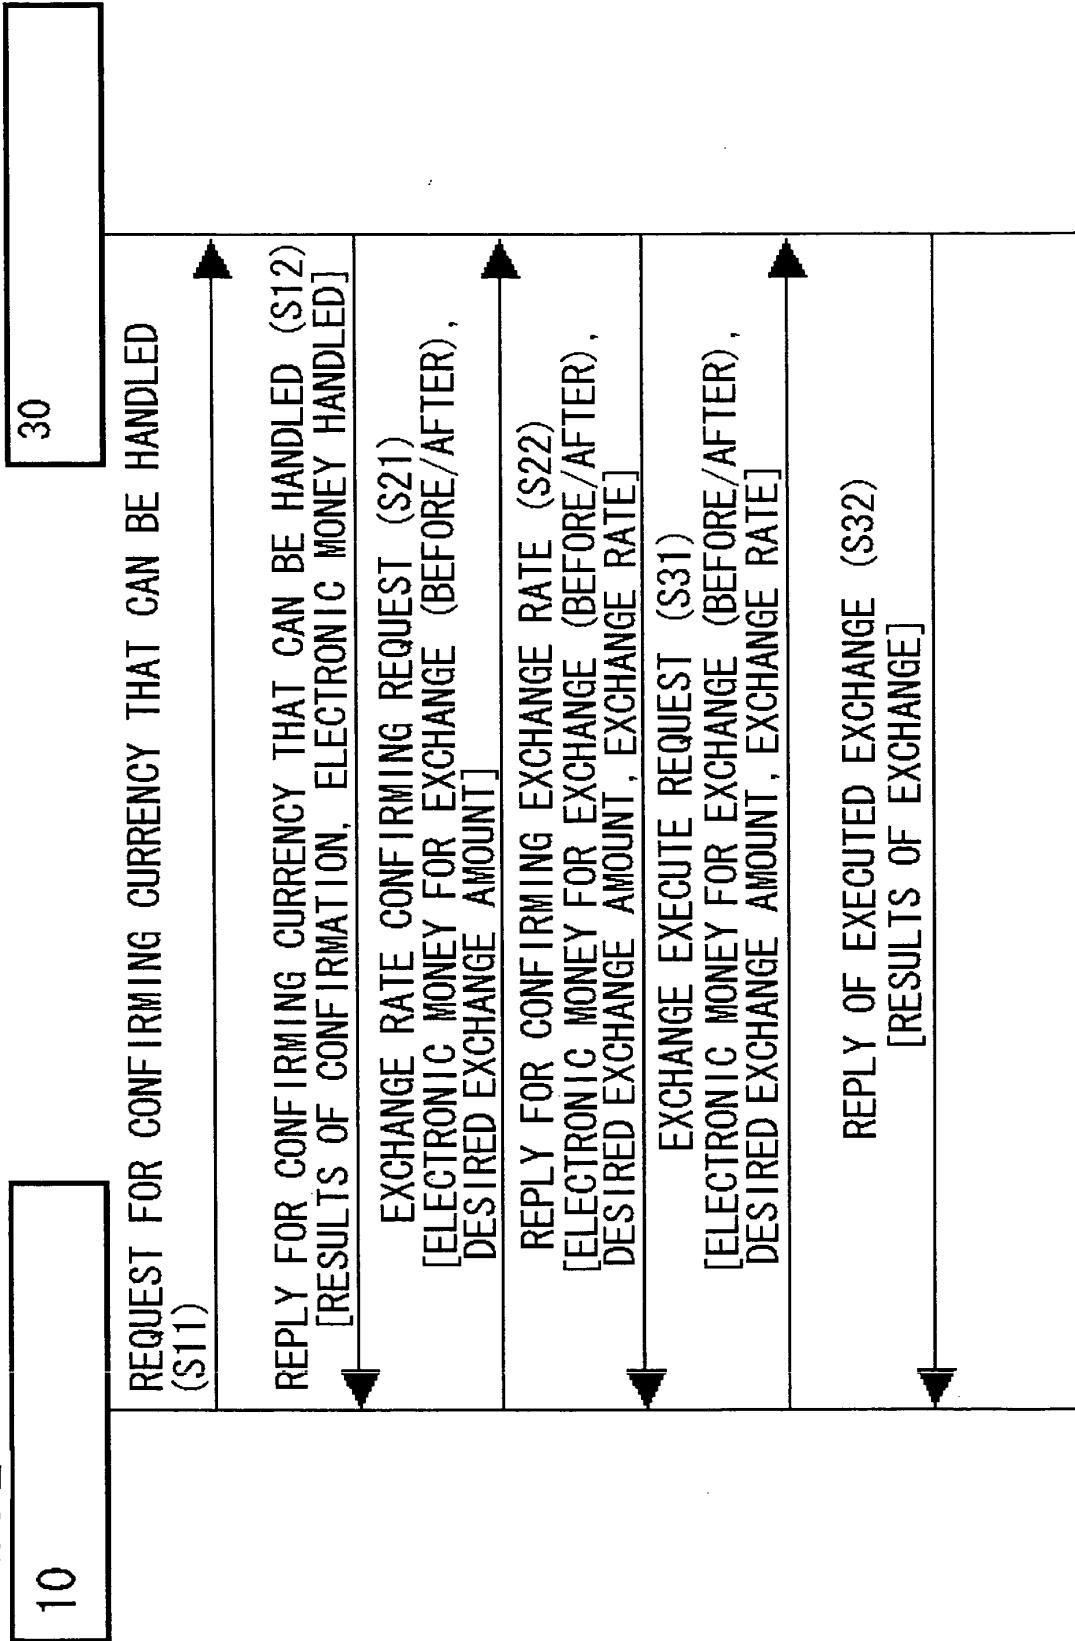 10
30
REQUEST FOR CONFIRMING CURRENCY THAT CAN BE HANDLED
(S11)
REPLY FOR CONFIRMING CURRENCY THAT CAN BE HANDLED (S12)
[RESULTS OF CONFIRMATION, ELECTRONIC MONEY HANDLED]
EXCHANGE RATE CONFIRMING REQUEST (S21)
[ELECTRONIC MONEY FOR EXCHANGE (BEFORE/AFTER),
DESIRED EXCHANGE AMOUNT]
REPLY FOR CONFIRMING EXCHANGE RATE (S22)
[ELECTRONIC MONEY FOR EXCHANGE (BEFORE/AFTER),
DESIRED EXCHANGE AMOUNT, EXCHANGE RATE]
EXCHANGE EXECUTE REQUEST (S31)
[ELECTRONIC MONEY FOR EXCHANGE (BEFORE/AFTER),
DESIRED EXCHANGE AMOUNT, EXCHANGE RATE]
REPLY OF EXECUTED EXCHANGE (S32)
[RESULTS OF EXCHANGE]